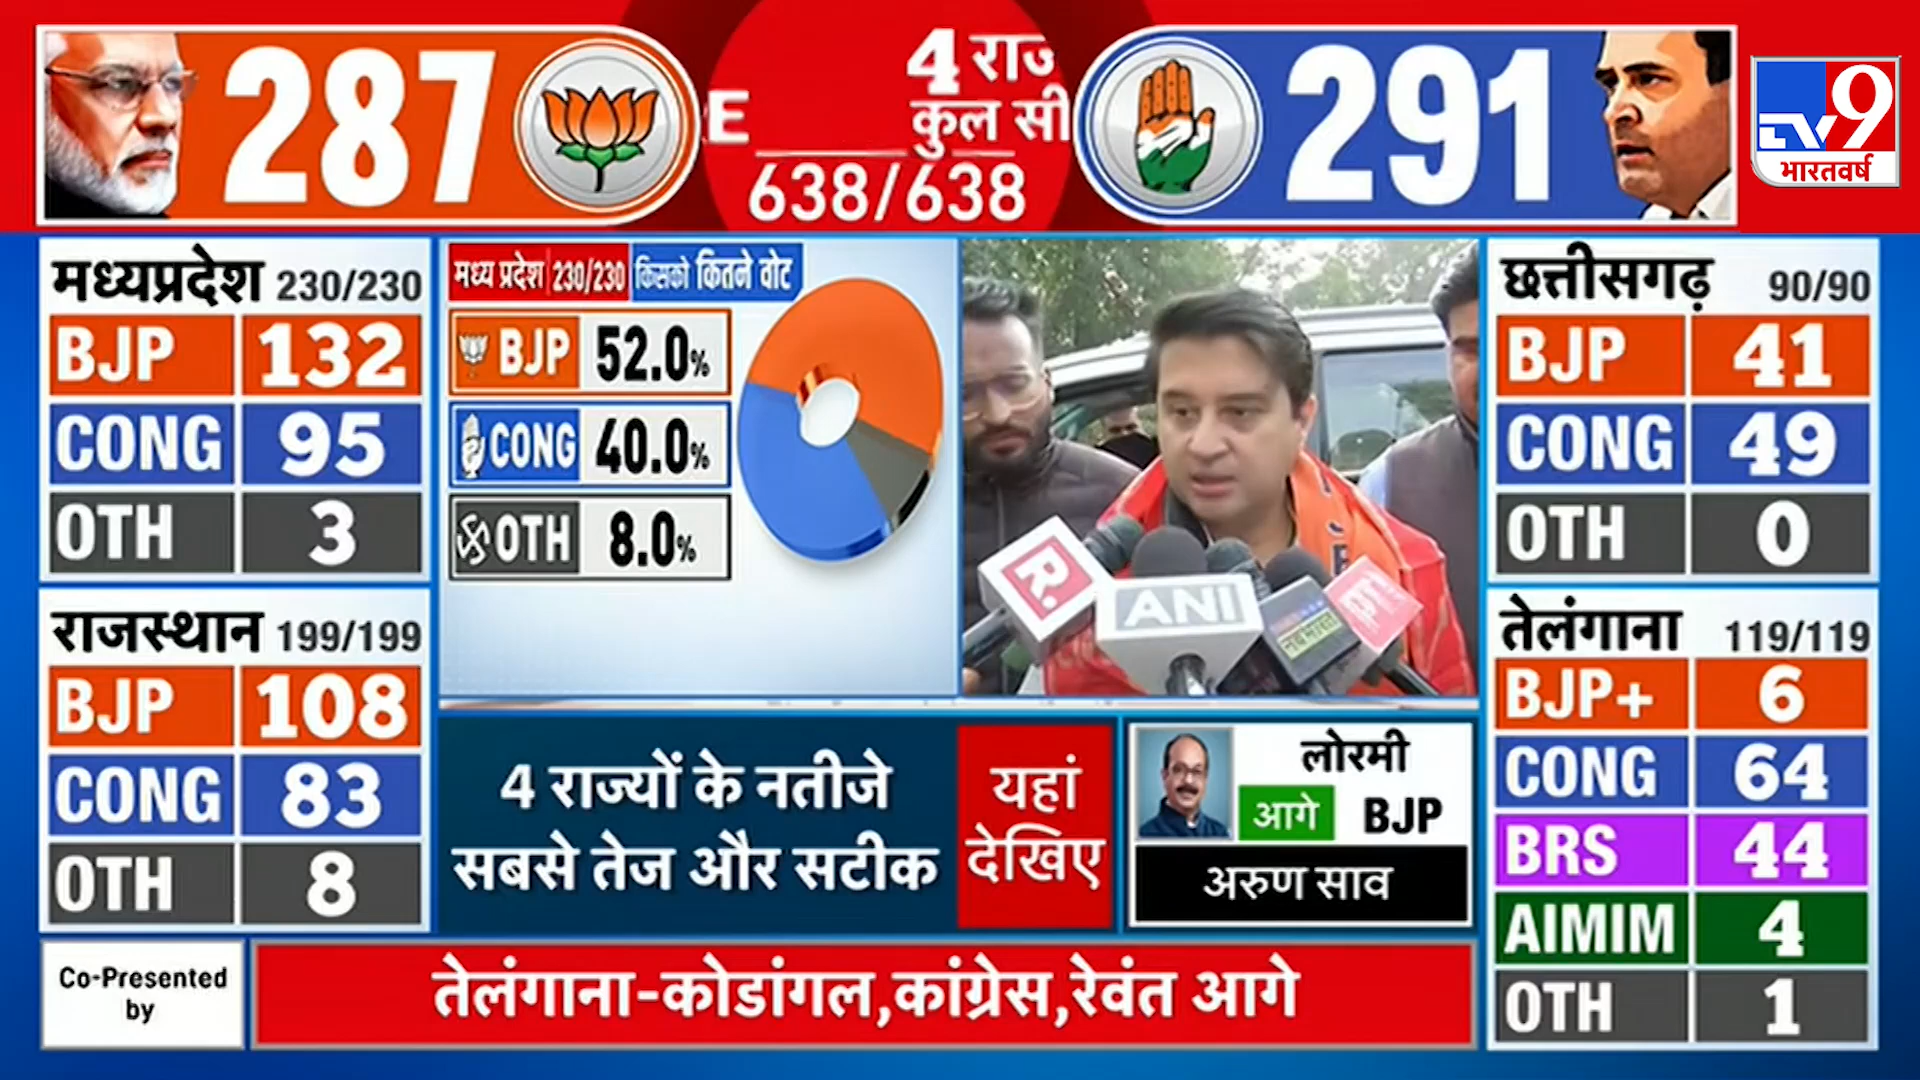 287
E
4 राज
कुल सी
638/638
291
TV9
भारतवर्ष
मध्यप्रदेश 230/230
BJP 132
CONG 95
OTH 3
राजस्थान 199/199
BJP 108
CONG 83
OTH 8
मध्य प्रदेश 230/230 किसको कितने वोट
BJP 52.0%
CONG 40.0%
OTH 8.0%
R.
ANI
छत्तीसगढ़ 90/90
BJP 41
CONG 49
OTH 0
तेलंगाना 119/119
BJP+ 6
CONG 64
BRS 44
AIMIM 4
OTH 1
4 राज्यों के नतीजे
सबसे तेज और सटीक
यहां
देखिए
लोरमी
आगे BJP
अरुण साव
Co-Presented
by
तेलंगाना-कोडांगल,कांग्रेस,रेवंत आगे